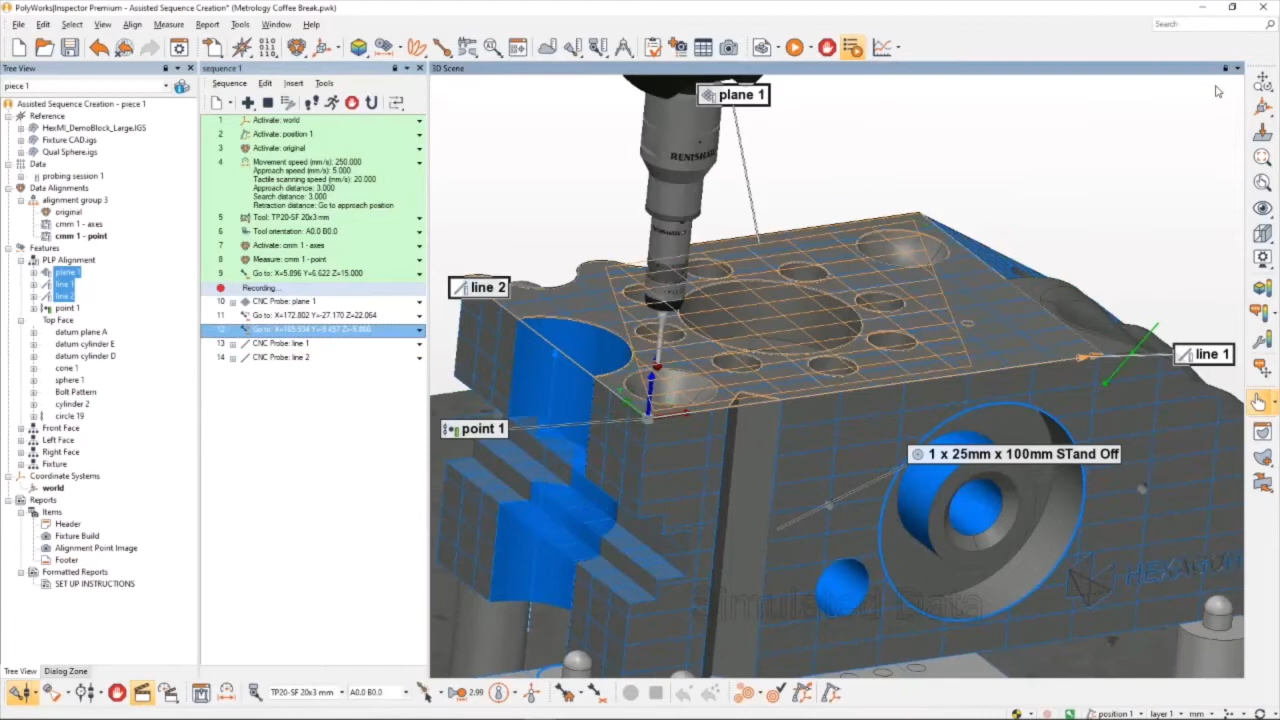 PolyWorks|Inspector Premium - Assisted Sequence Creation* (Metrology Coffee Break.pwk)
File Edit Select View Align Measure Report Tools Window Help
Search
Tree View
sequence 1
3D Scene
piece 1
Sequence Edit Insert Tools
Assisted Sequence Creation - piece 1
Reference
HexMI_DemoBlock_Large.IGS
Fixture CAD.igs
Qual Sphere.igs
Data
probing session 1
Data Alignments
alignment group 3
original
cmm 1 - axes
cmm 1 - point
Features
PLP Alignment
plane 1
line 1
line 2
point 1
Top Face
datum plane A
datum cylinder E
datum cylinder D
cone 1
sphere 1
Bolt Pattern
cylinder 2
circle 19
Front Face
Left Face
Right Face
Fixture
Coordinate Systems
world
Reports
Items
Header
Fixture Build
Alignment Point Image
Footer
Formatted Reports
SET UP INSTRUCTIONS
1 Activate: world
2 Activate: position 1
3 Activate: original
4 Movement speed (mm/s): 250.000
Approach speed (mm/s): 5.000
Tactile scanning speed (mm/s): 20.000
Approach distance: 3.000
Search distance: 3.000
Retraction distance: Go to approach position
5 Tool: TP20-SF 20x3 mm
6 Tool orientation: A0.0 B0.0
7 Activate: cmm 1 - axes
8 Measure: cmm 1 - point
9 Go to: X=5.896 Y=6.622 Z=15.000
Recording...
10 CNC Probe: plane 1
11 Go to: X=172.802 Y=-27.170 Z=22.064
12
13 CNC Probe: line 1
14 CNC Probe: line 2
plane 1
RENISHAW
line 2
line 1
point 1
1 x 25mm x 100mm STand Off
HEXAGON
Simulated Data
Tree View Dialog Zone
TP20-SF 20x3 mm A0.0 B0.0 2.99
position 1 layer 1 mm